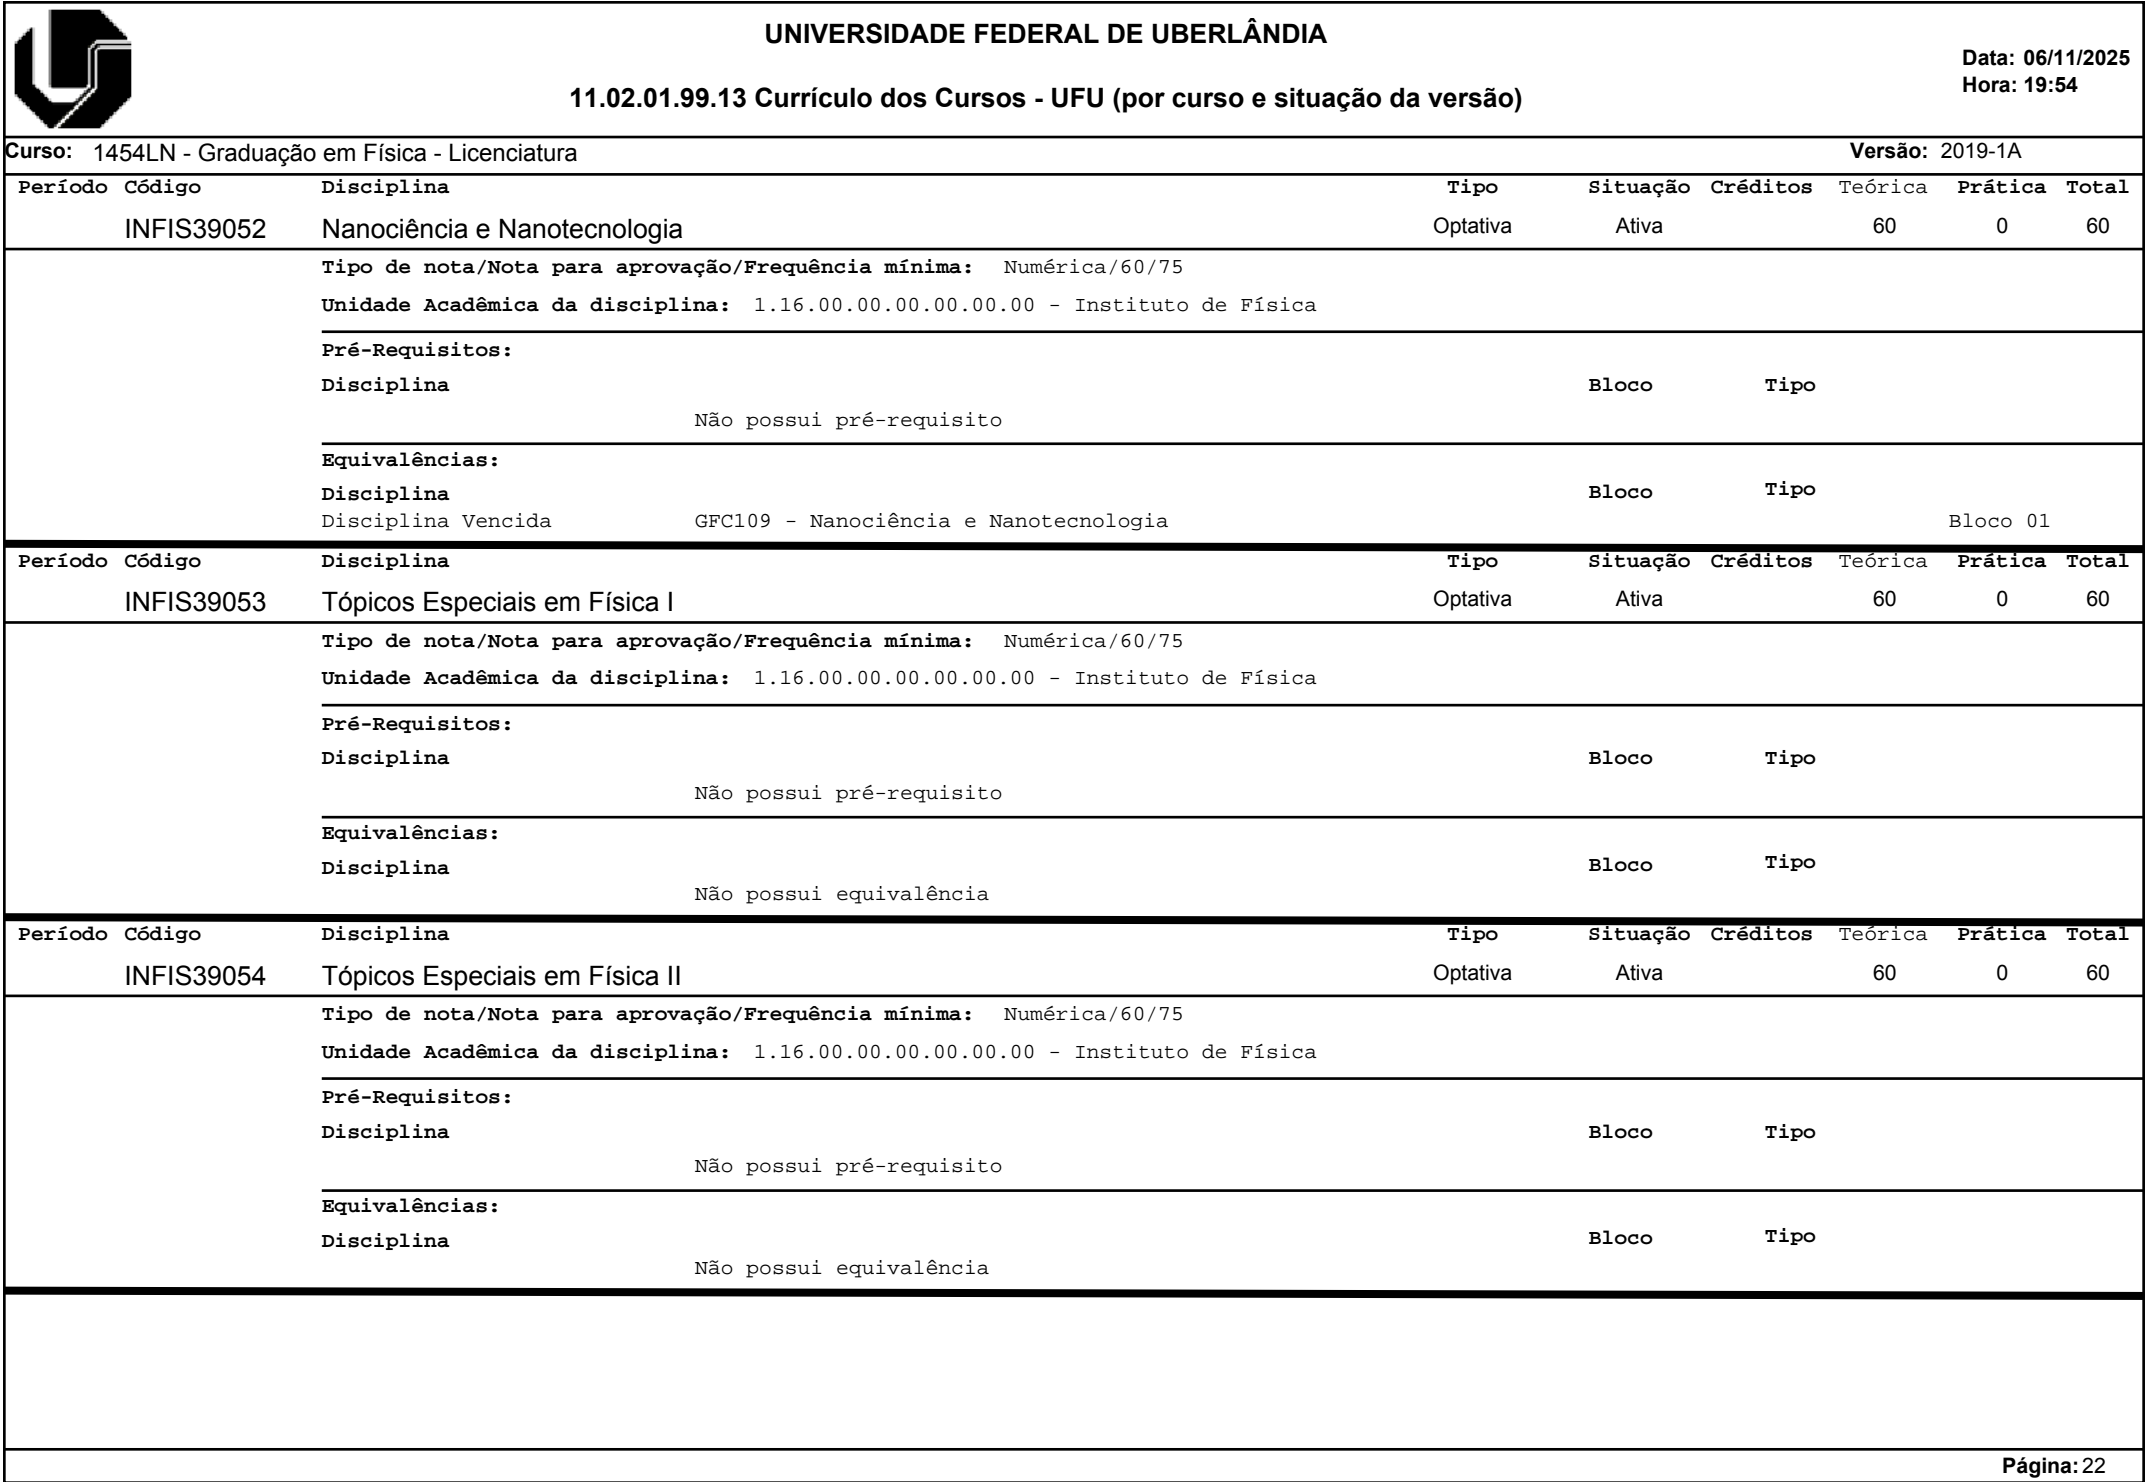 UNIVERSIDADE FEDERAL DE UBERLÂNDIA
Data: 06/11/2025
Hora: 19:54
11.02.01.99.13 Currículo dos Cursos - UFU (por curso e situação da versão)
Curso: 1454LN - Graduação em Física - Licenciatura Versão: 2019-1A
Período Código Disciplina Tipo Situação Créditos Teórica Prática Total
INFIS39052 Nanociência e Nanotecnologia Optativa Ativa 60 0 60
Tipo de nota/Nota para aprovação/Frequência mínima: Numérica/60/75
Unidade Acadêmica da disciplina: 1.16.00.00.00.00.00.00 - Instituto de Física
Pré-Requisitos:
Disciplina Bloco Tipo
Não possui pré-requisito
Equivalências:
Disciplina Bloco Tipo
Disciplina Vencida GFC109 - Nanociência e Nanotecnologia Bloco 01
Período Código Disciplina Tipo Situação Créditos Teórica Prática Total
INFIS39053 Tópicos Especiais em Física I Optativa Ativa 60 0 60
Tipo de nota/Nota para aprovação/Frequência mínima: Numérica/60/75
Unidade Acadêmica da disciplina: 1.16.00.00.00.00.00.00 - Instituto de Física
Pré-Requisitos:
Disciplina Bloco Tipo
Não possui pré-requisito
Equivalências:
Disciplina Bloco Tipo
Não possui equivalência
Período Código Disciplina Tipo Situação Créditos Teórica Prática Total
INFIS39054 Tópicos Especiais em Física II Optativa Ativa 60 0 60
Tipo de nota/Nota para aprovação/Frequência mínima: Numérica/60/75
Unidade Acadêmica da disciplina: 1.16.00.00.00.00.00.00 - Instituto de Física
Pré-Requisitos:
Disciplina Bloco Tipo
Não possui pré-requisito
Equivalências:
Disciplina Bloco Tipo
Não possui equivalência
Página: 22